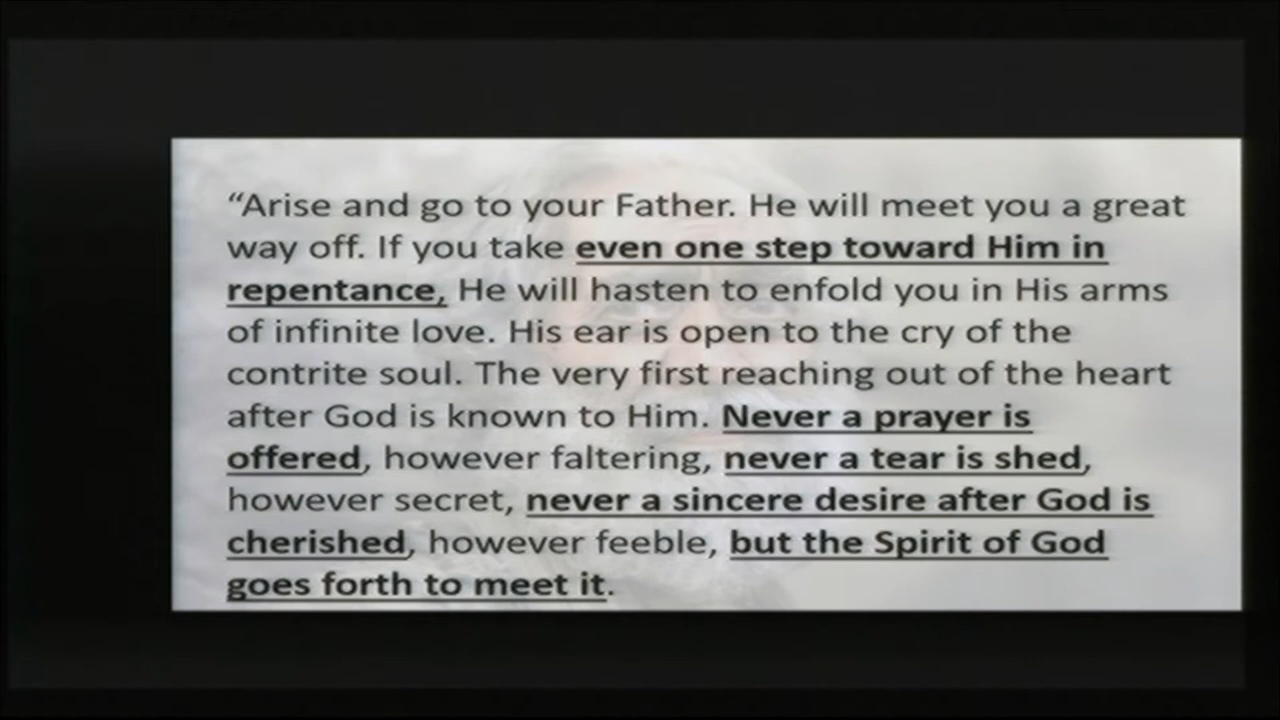 “Arise and go to your Father. He will meet you a great
way off. If you take even one step toward Him in
repentance, He will hasten to enfold you in His arms
of infinite love. His ear is open to the cry of the
contrite soul. The very first reaching out of the heart
after God is known to Him. Never a prayer is
offered, however faltering, never a tear is shed,
however secret, never a sincere desire after God is
cherished, however feeble, but the Spirit of God
goes forth to meet it.